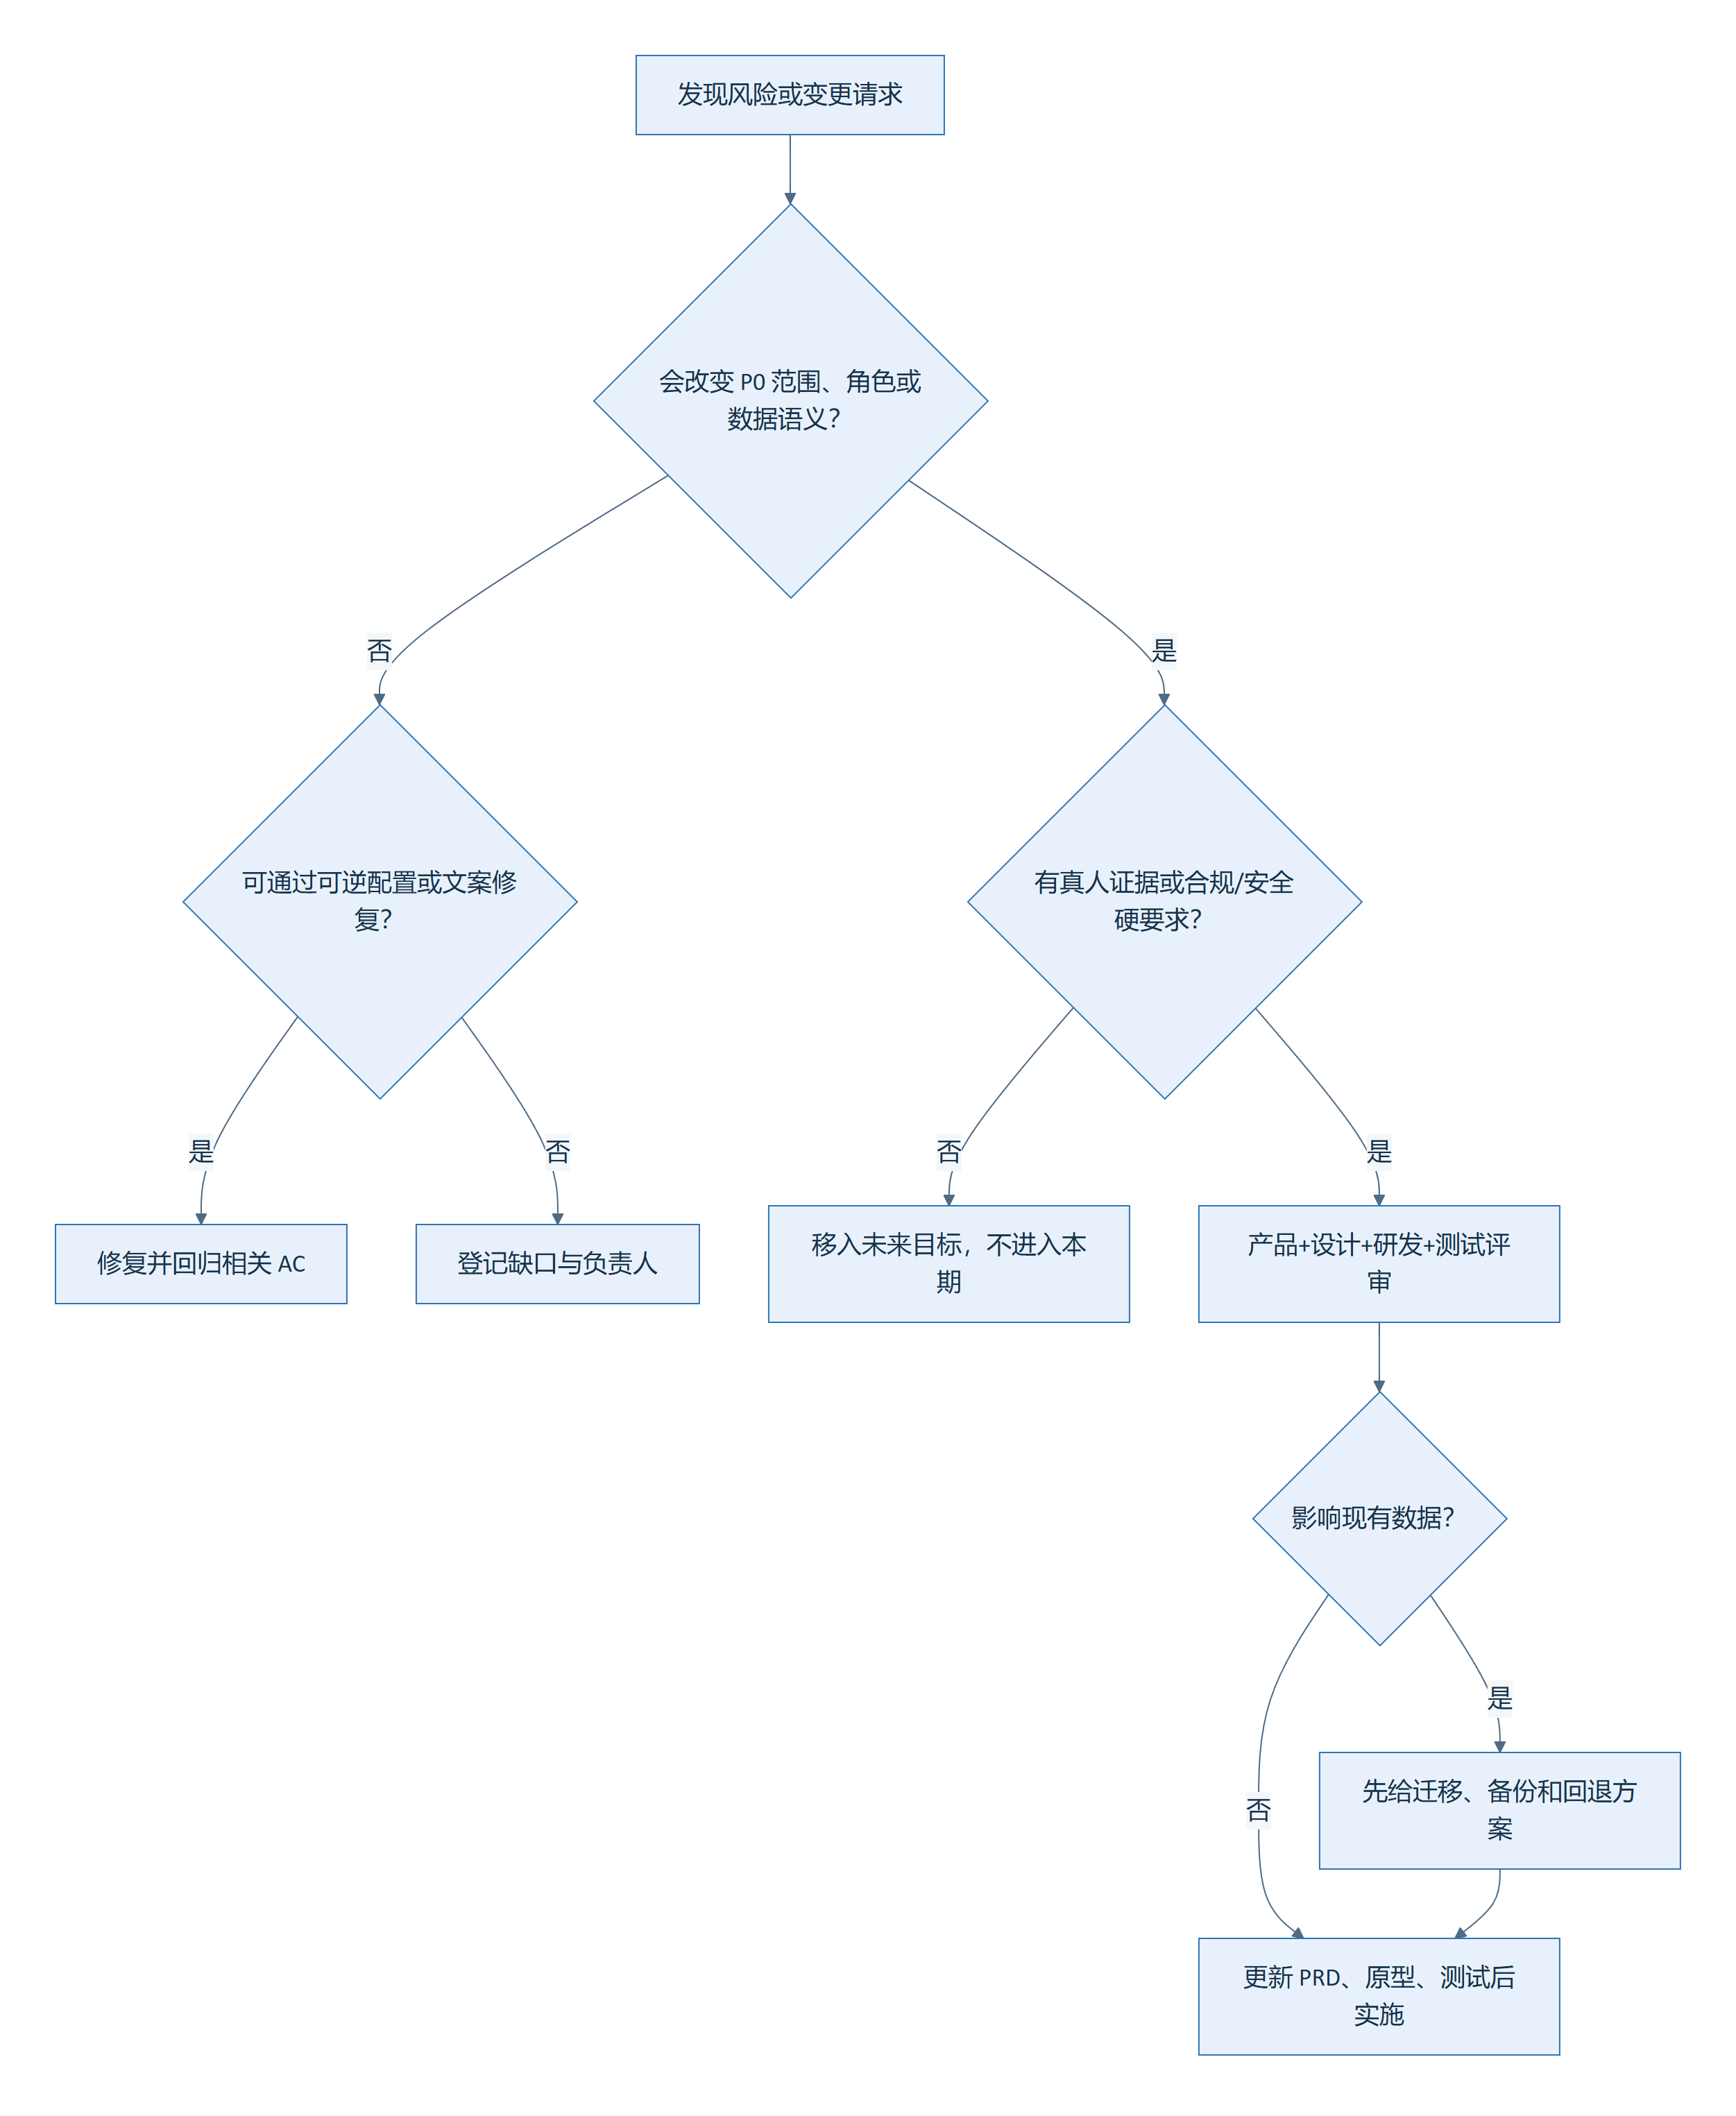 发现风险或变更请求
会改变 P0 范围、角色或
数据语义？
否
是
可通过可逆配置或文案修
复？
有真人证据或合规/安全
硬要求？
是
否
否
是
修复并回归相关 AC
登记缺口与负责人
移入未来目标，不进入本
期
产品+设计+研发+测试评
审
影响现有数据？
是
否
先给迁移、备份和回退方
案
更新 PRD、原型、测试后
实施